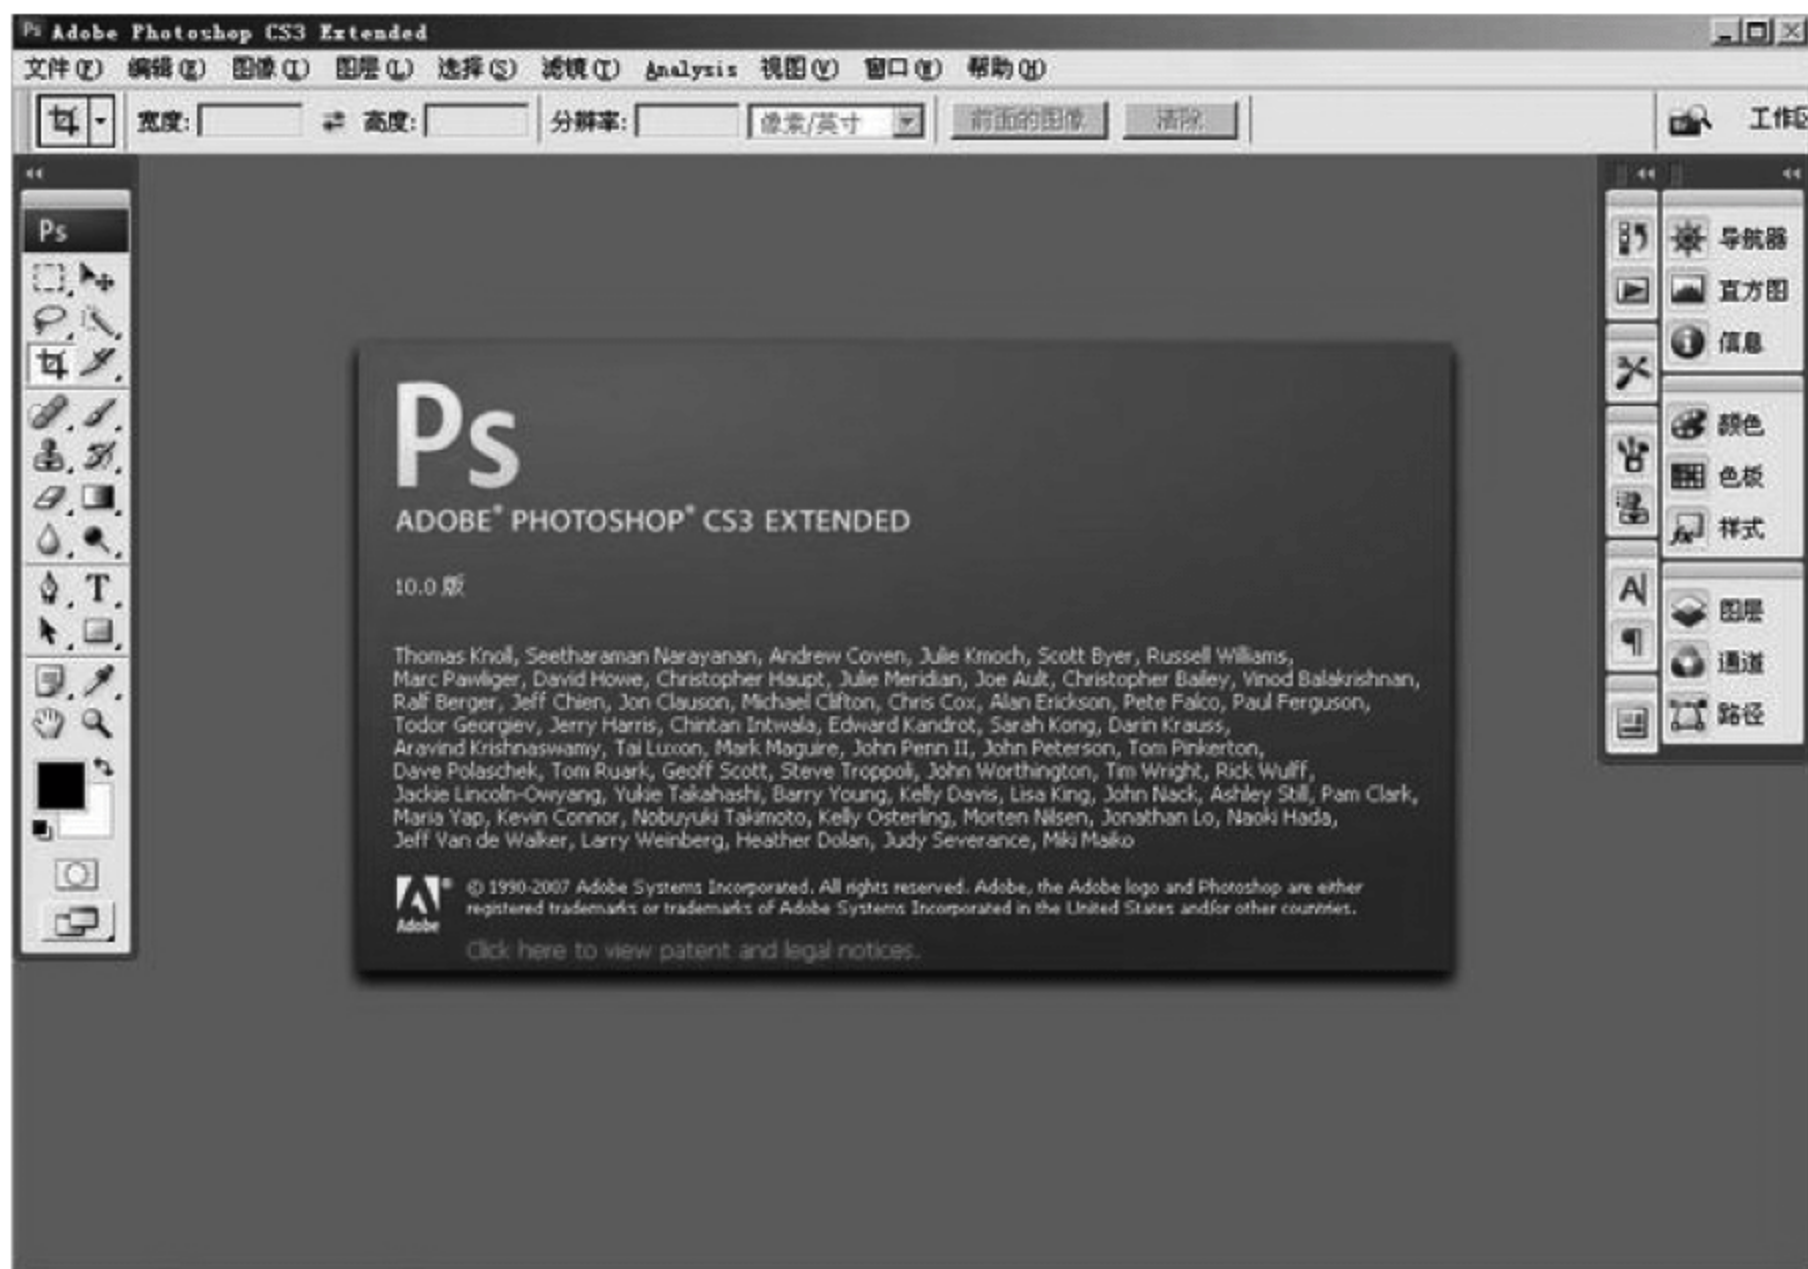 Ps Adobe Photoshop CS3 Extended
文件(F) 编辑(E) 图像(I) 图层(L) 选择(S) 滤镜(T) Analysis 视图(V) 窗口(W) 帮助(H)
宽度: 高度: 分辨率: 像素/英寸 前面的图像 清除 工作区
Ps
导航器
直方图
信息
颜色
色板
样式
图层
通道
路径
Ps
ADOBE® PHOTOSHOP® CS3 EXTENDED
10.0 版
Thomas Knoll, Seetharaman Narayanan, Andrew Coven, Julie Kmoch, Scott Byer, Russell Williams,
Marc Pawliger, David Howe, Christopher Haupt, Julie Meridian, Joe Ault, Christopher Bailey, Vinod Balakrishnan,
Ralf Berger, Jeff Chien, Jon Clauson, Michael Clifton, Chris Cox, Alan Erickson, Pete Falco, Paul Ferguson,
Todor Georgiev, Jerry Harris, Chintan Intwala, Edward Kandrot, Sarah Kong, Darin Krauss,
Aravind Krishnaswamy, Tai Luxon, Mark Maguire, John Penn II, John Peterson, Tom Pinkerton,
Dave Polaschek, Tom Ruark, Geoff Scott, Steve Troppoli, John Worthington, Tim Wright, Rick Wulff,
Jackie Lincoln-Owyang, Yukie Takahashi, Barry Young, Kelly Davis, Lisa King, John Nack, Ashley Still, Pam Clark,
Maria Yap, Kevin Connor, Nobuyuki Takimoto, Kelly Osterling, Morten Nilsen, Jonathan Lo, Naoki Hada,
Jeff Van de Walker, Larry Weinberg, Heather Dolan, Judy Severance, Miki Maiko
Adobe
© 1990-2007 Adobe Systems Incorporated. All rights reserved. Adobe, the Adobe logo and Photoshop are either
registered trademarks or trademarks of Adobe Systems Incorporated in the United States and/or other countries.
Click here to view patent and legal notices.